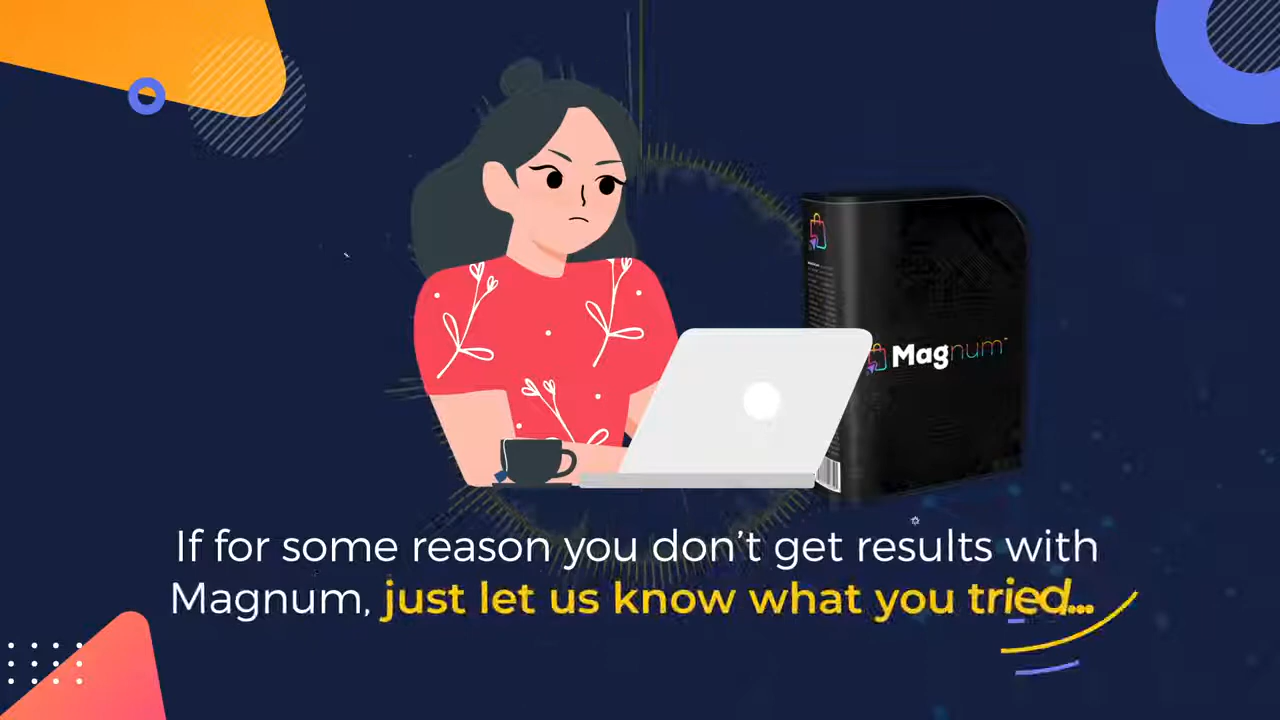 Magnum
If for some reason you don't get results with
Magnum, just let us know what you tried...